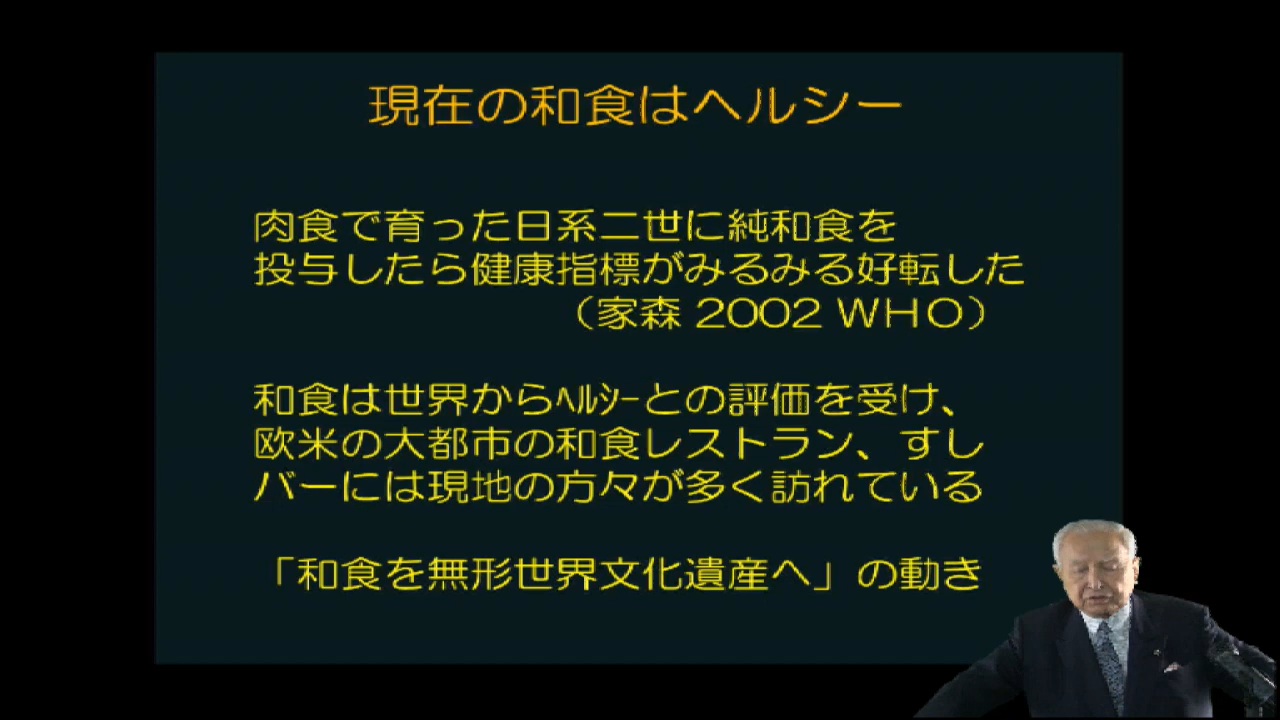 現在の和食はヘルシー
肉食で育った日系二世に純和食を
投与したら健康指標がみるみる好転した
（家森 2002 ＷＨＯ）
和食は世界からﾍﾙｼｰとの評価を受け、
欧米の大都市の和食レストラン、すし
バーには現地の方々が多く訪れている
「和食を無形世界文化遺産へ」の動き